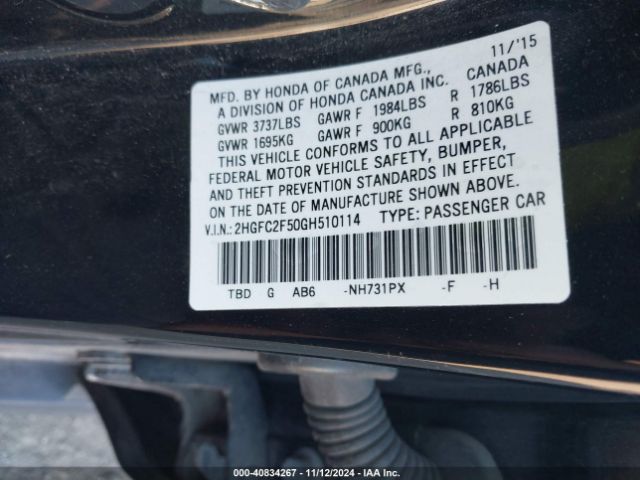 11/'15
MFD. BY HONDA OF CANADA MFG., CANADA
A DIVISION OF HONDA CANADA INC.
GVWR 3737LBS GAWR F 1984LBS R 1786LBS
GVWR 1695KG GAWR F 900KG R 810KG
THIS VEHICLE CONFORMS TO ALL APPLICABLE
FEDERAL MOTOR VEHICLE SAFETY, BUMPER,
AND THEFT PREVENTION STANDARDS IN EFFECT
ON THE DATE OF MANUFACTURE SHOWN ABOVE.
V.I.N.: 2HGFC2F50GH510114 TYPE: PASSENGER CAR
TBD G AB6 -NH731PX -F -H
000-40834267 - 11/12/2024 - IAA Inc.